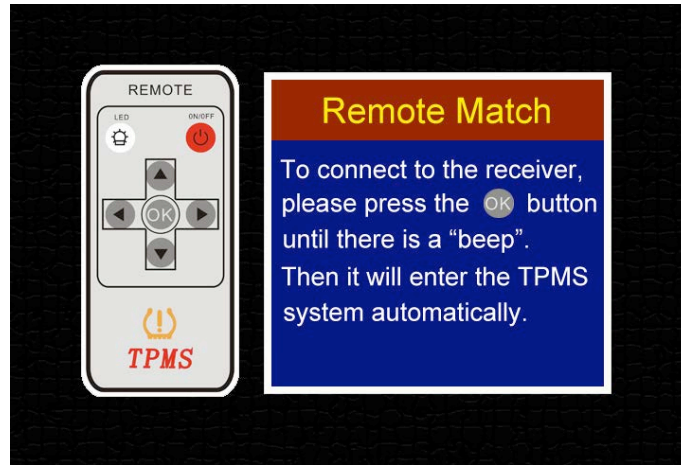 REMOTE
LED ON/OFF
OK
TPMS
Remote Match
To connect to the receiver,
please press the OK button
until there is a “beep”.
Then it will enter the TPMS
system automatically.